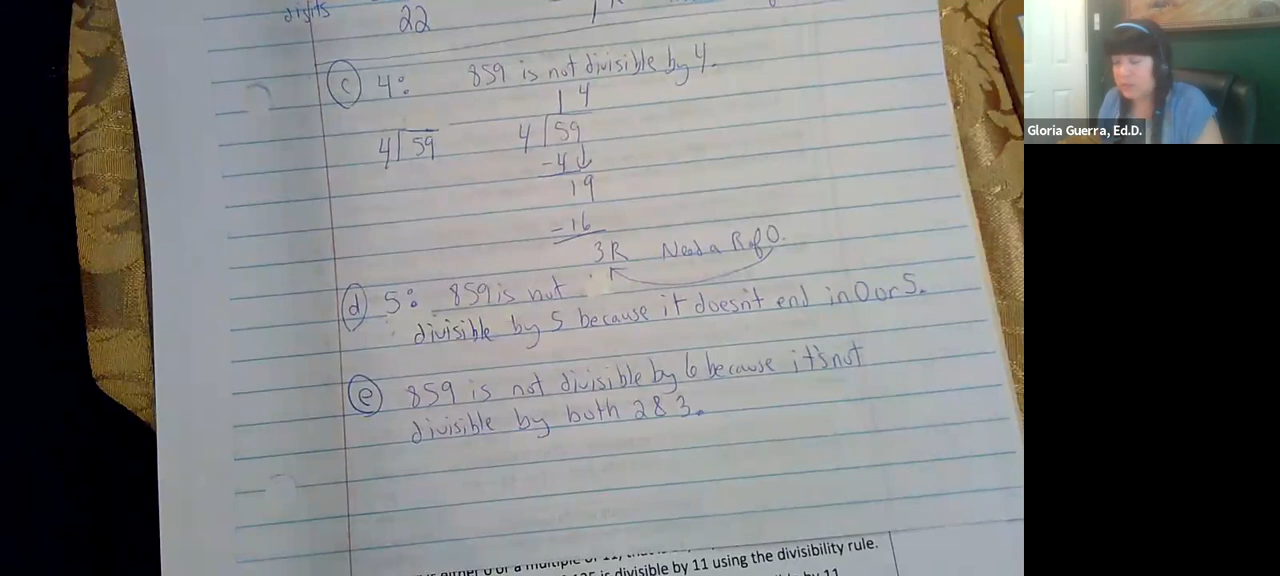 digits 22
c 4: 859 is not divisible by 4.
14
4 59 4 59
-4
19
-16
3R Need a R of 0.
d 5: 859 is not
divisible by 5 because it doesn't end in 0 or 5.
e 859 is not divisible by 6 because it's not
divisible by both 2 & 3.
is divisible by 11 using the divisibility rule.
by 11
Gloria Guerra, Ed.D.